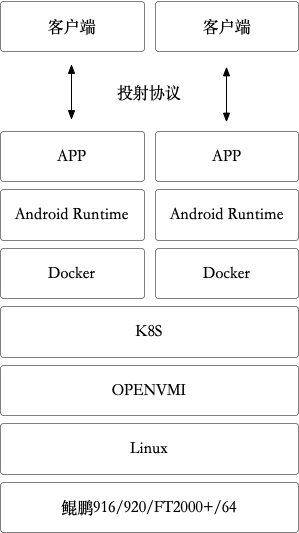 客户端 客户端
投射协议
APP APP
Android Runtime Android Runtime
Docker Docker
K8S
OPENVMI
Linux
鲲鹏916/920/FT2000+/64